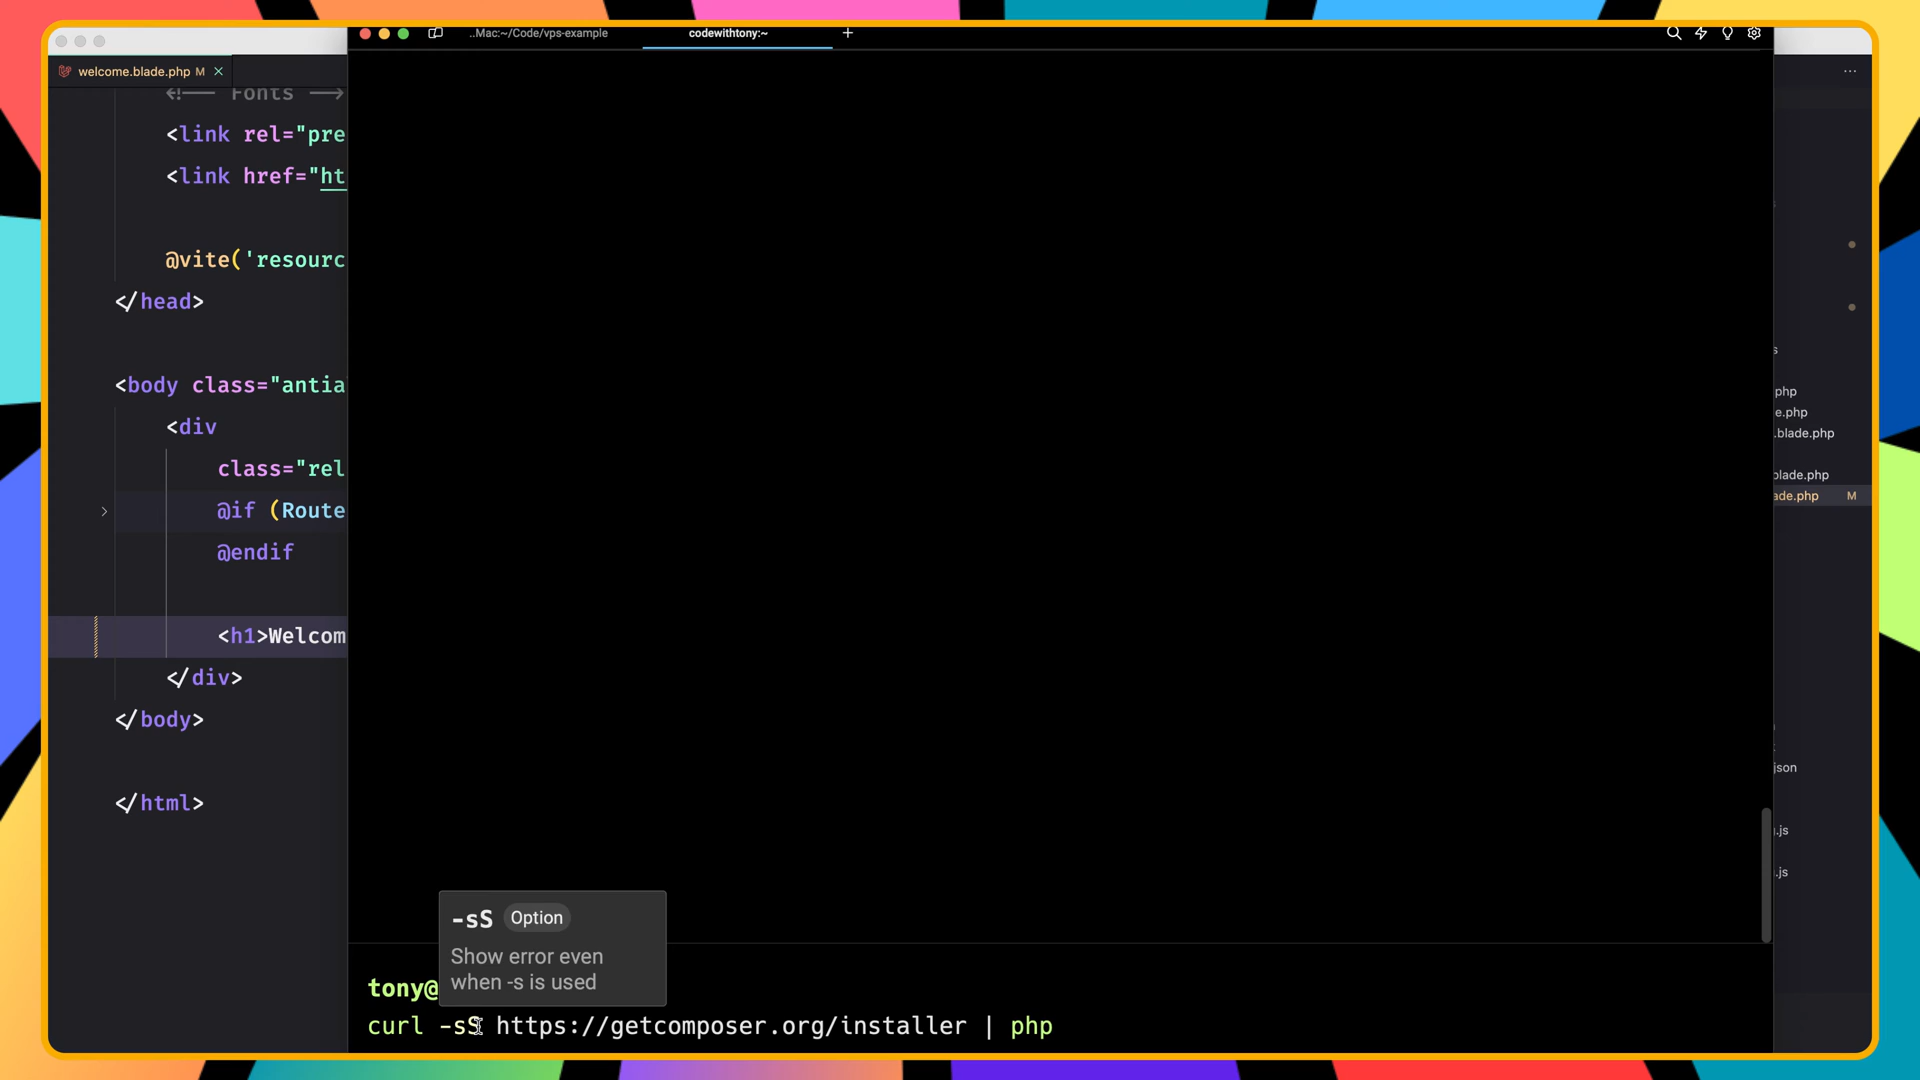 ..Mac:~/Code/vps-example
codewithtony:~
+
welcome.blade.php M ×
...
<!-- Fonts -->
<link rel="pre
<link href="ht
@vite('resourc
</head>
<body class="antia
<div
class="rel
@if (Route
@endif
<h1>Welcom
</div>
</body>
</html>
s
php
e.php
.blade.php
blade.php
ade.php M
json
.js
.js
-sS Option
Show error even
when -s is used
tony@
curl -sS https://getcomposer.org/installer | php